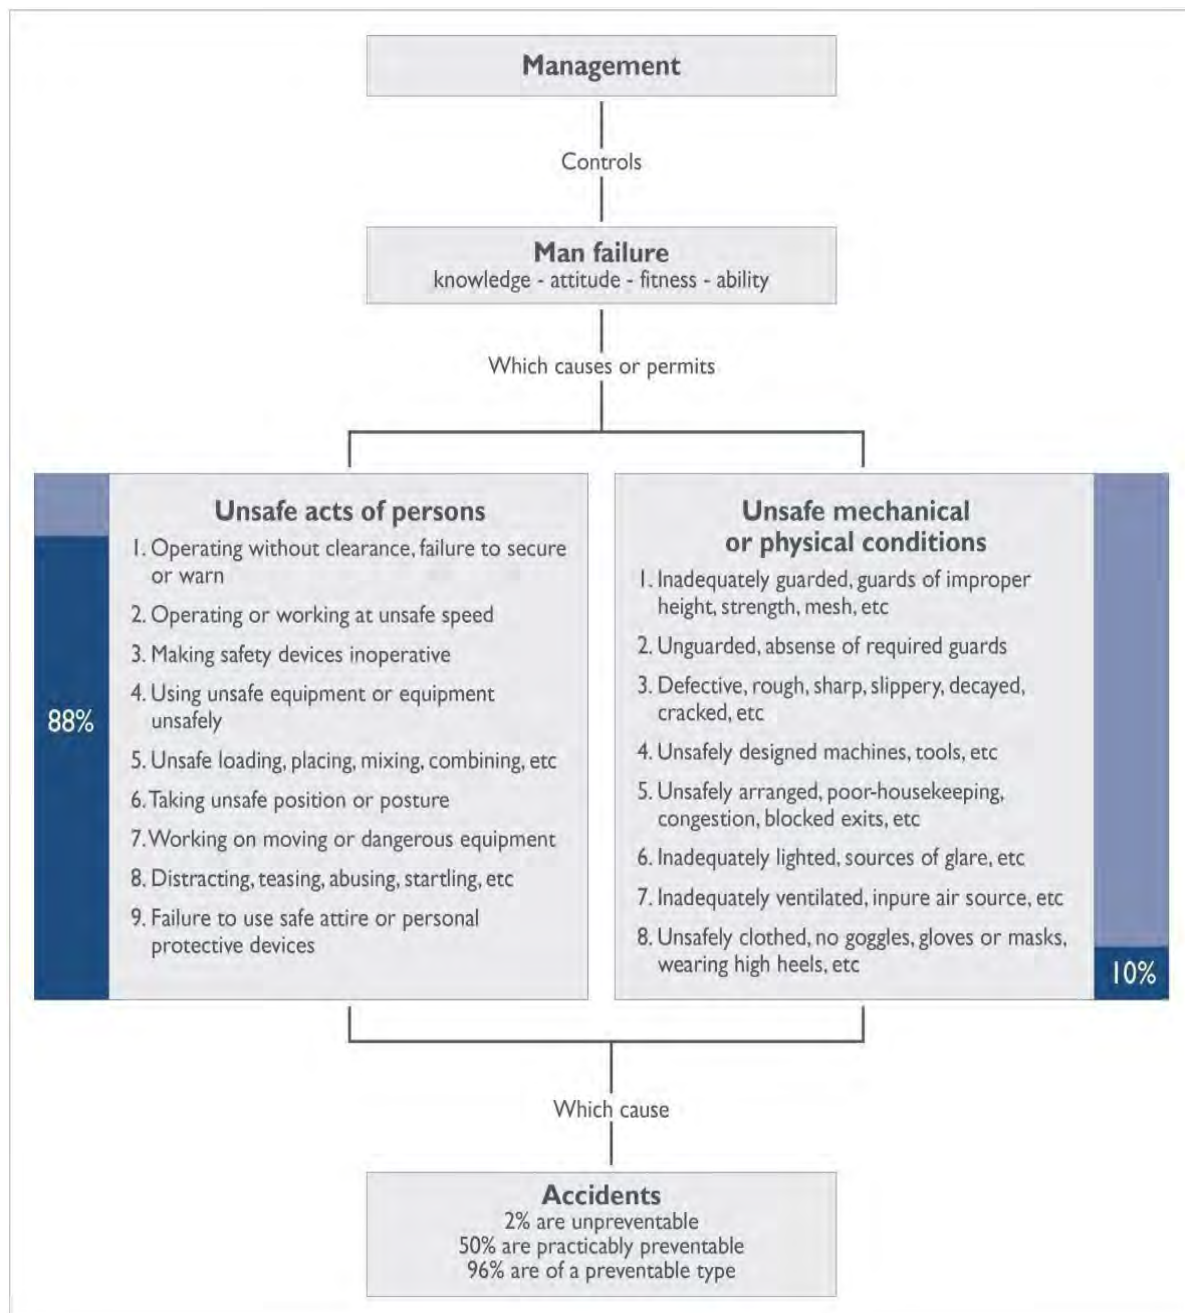 Management
Controls
Man failure
knowledge - attitude - fitness - ability
Which causes or permits
88%
Unsafe acts of persons
1. Operating without clearance, failure to secure
or warn
2. Operating or working at unsafe speed
3. Making safety devices inoperative
4. Using unsafe equipment or equipment
unsafely
5. Unsafe loading, placing, mixing, combining, etc
6. Taking unsafe position or posture
7. Working on moving or dangerous equipment
8. Distracting, teasing, abusing, startling, etc
9. Failure to use safe attire or personal
protective devices
Unsafe mechanical
or physical conditions
1. Inadequately guarded, guards of improper
height, strength, mesh, etc
2. Unguarded, absence of required guards
3. Defective, rough, sharp, slippery, decayed,
cracked, etc
4. Unsafely designed machines, tools, etc
5. Unsafely arranged, poor-housekeeping,
congestion, blocked exits, etc
6. Inadequately lighted, sources of glare, etc
7. Inadequately ventilated, inpure air source, etc
8. Unsafely clothed, no goggles, gloves or masks,
wearing high heels, etc
10%
Which cause
Accidents
2% are unpreventable
50% are practicably preventable
96% are of a preventable type